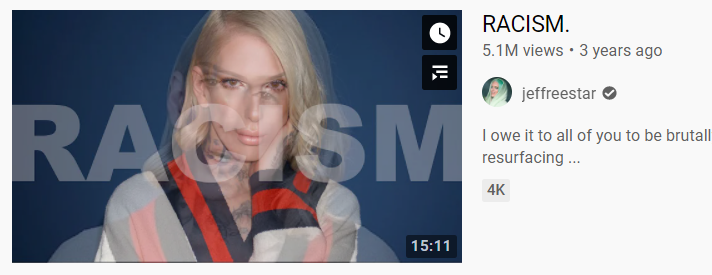 RACISM
15:11
RACISM.
5.1M views • 3 years ago
jeffreestar
I owe it to all of you to be brutall
resurfacing ...
4K